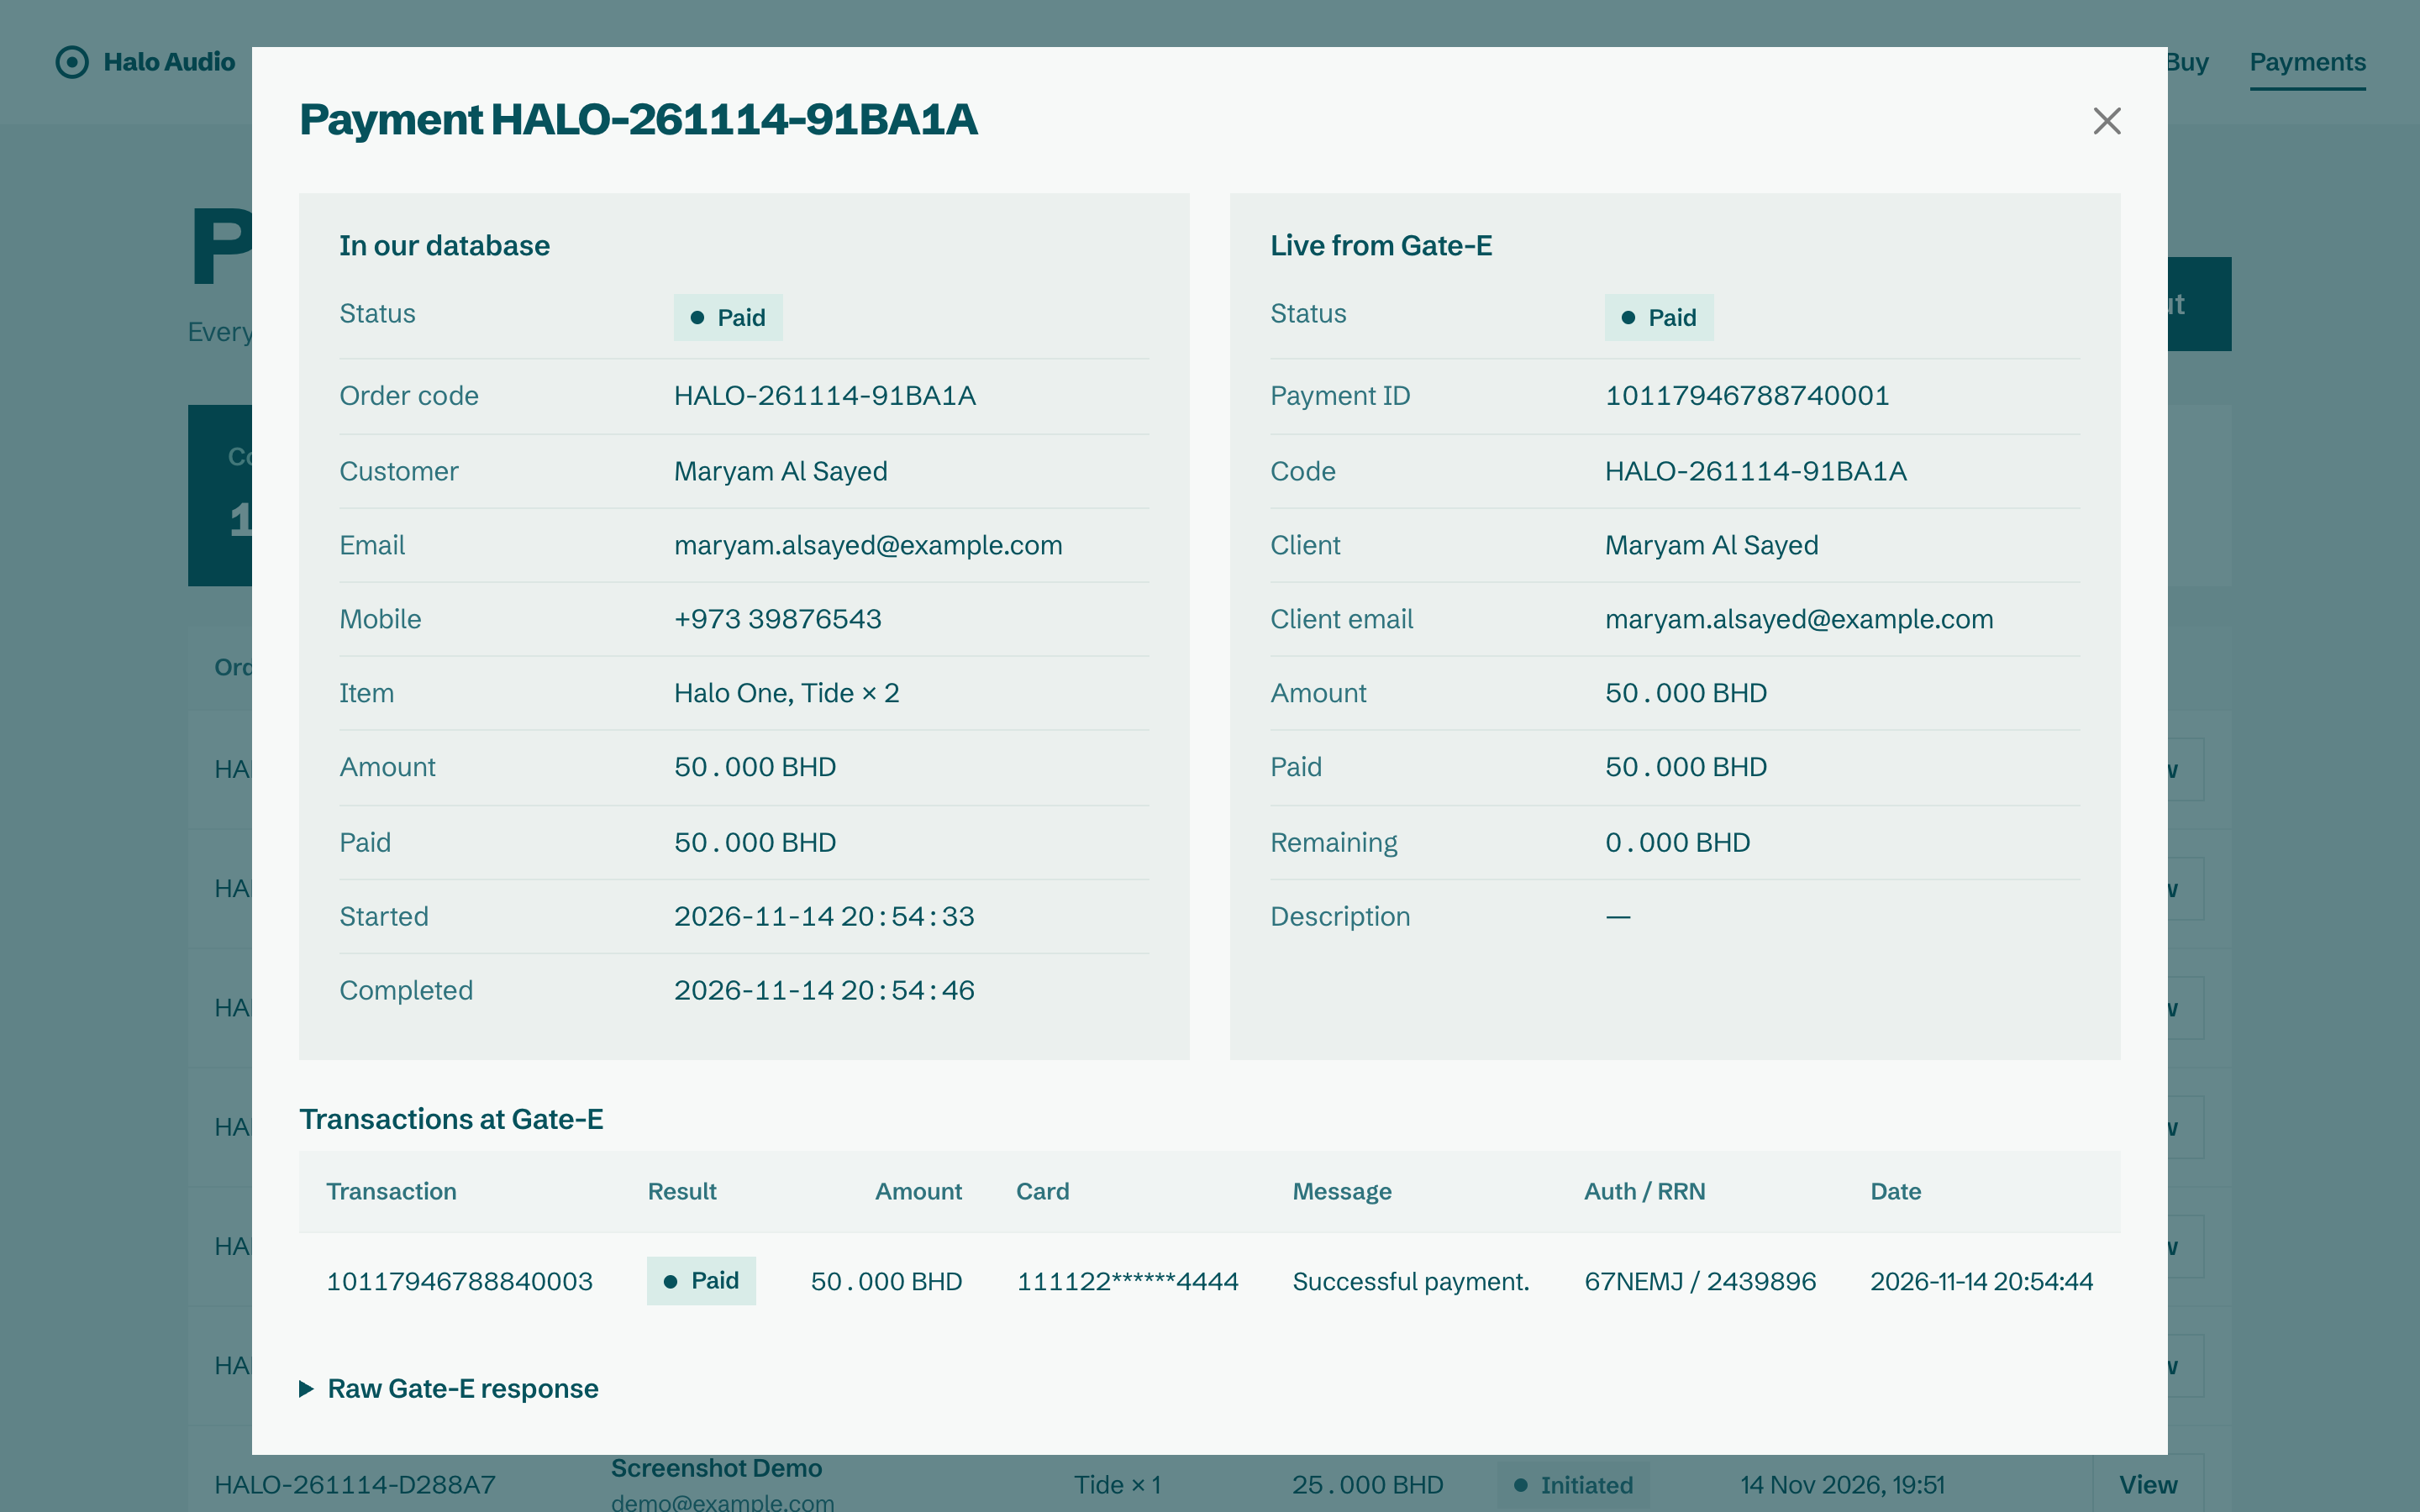 Halo Audio
Buy
Payments
Payment HALO-261114-91BA1A
In our database
Status Paid
Order code HALO-261114-91BA1A
Customer Maryam Al Sayed
Email maryam.alsayed@example.com
Mobile +973 39876543
Item Halo One, Tide × 2
Amount 50.000 BHD
Paid 50.000 BHD
Started 2026-11-14 20:54:33
Completed 2026-11-14 20:54:46
Live from Gate-E
Status Paid
Payment ID 10117946788740001
Code HALO-261114-91BA1A
Client Maryam Al Sayed
Client email maryam.alsayed@example.com
Amount 50.000 BHD
Paid 50.000 BHD
Remaining 0.000 BHD
Description —
Transactions at Gate-E
Transaction Result Amount Card Message Auth / RRN Date
10117946788840003 Paid 50.000 BHD 111122******4444 Successful payment. 67NEMJ / 2439896 2026-11-14 20:54:44
Raw Gate-E response
Every
HALO-261114-D288A7 Screenshot Demo Tide × 1 25.000 BHD Initiated 14 Nov 2026, 19:51 View
demo@example.com